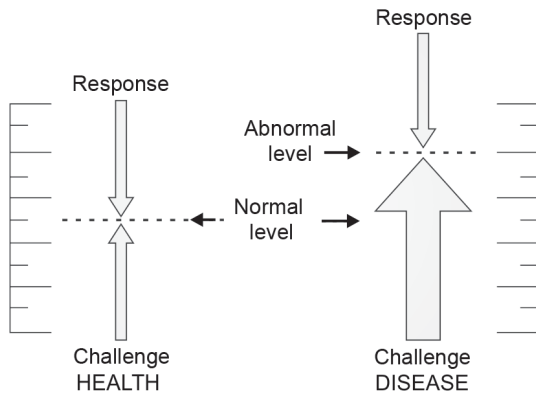 Response
Response
Abnormal
level
Normal
level
Challenge
HEALTH
Challenge
DISEASE